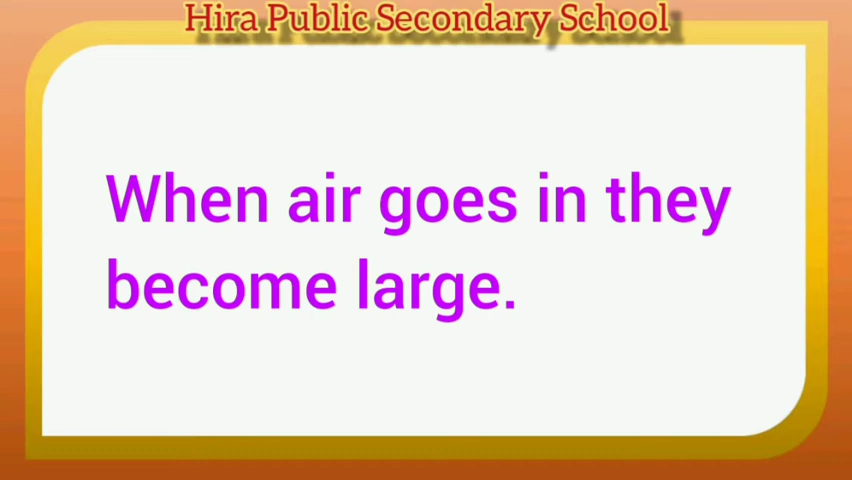 Hira Public Secondary School
When air goes in they
become large.